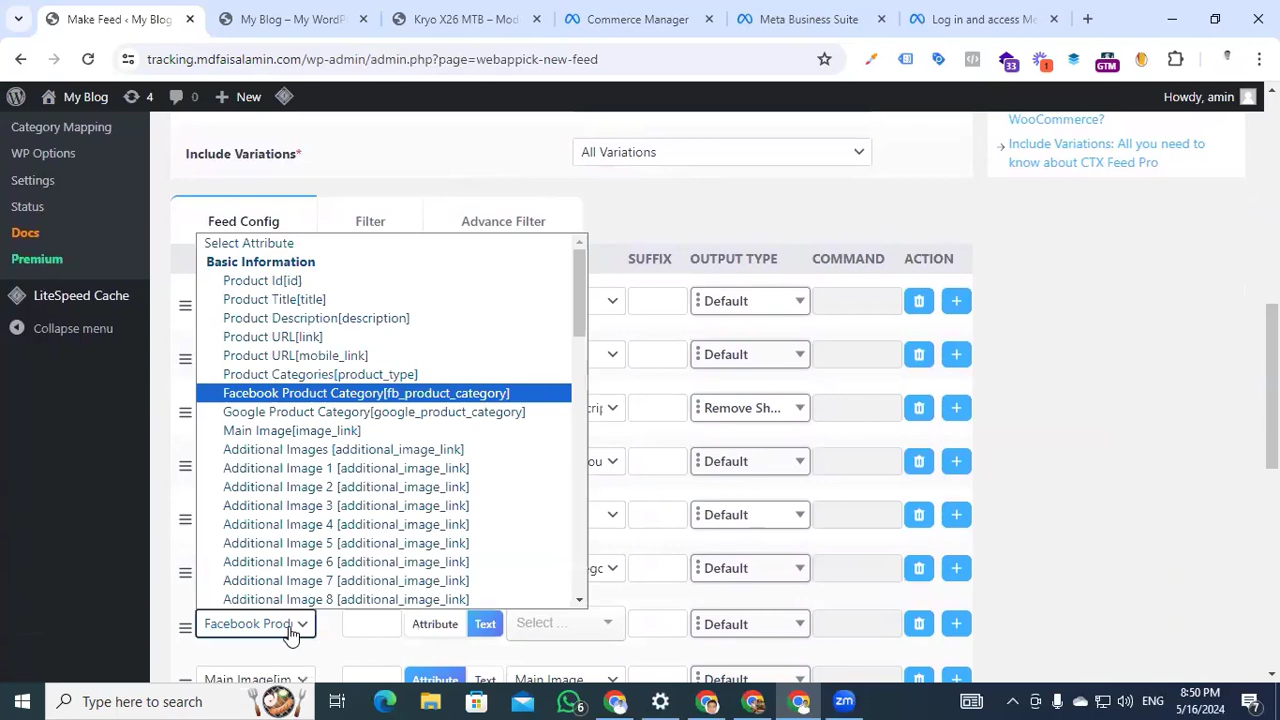 Make Feed ‹ My Blog
My Blog – My WordP
Kryo X26 MTB – Mod
Commerce Manager
Meta Business Suite
Log in and access Me
tracking.mdfaisalamin.com/wp-admin/admin.php?page=webappick-new-feed
33
1
GTM
My Blog
4
0
New
Howdy, amin
Category Mapping
WP Options
Settings
Status
Docs
Premium
LiteSpeed Cache
Collapse menu
WooCommerce?
Include Variations: All you need
to know about CTX Feed Pro
Include Variations*
All Variations
Feed Config
Filter
Advance Filter
SUFFIX
OUTPUT TYPE
COMMAND
ACTION
Select Attribute
Basic Information
Product Id[id]
Product Title[title]
Product Description[description]
Product URL[link]
Product URL[mobile_link]
Product Categories[product_type]
Facebook Product Category[fb_product_category]
Google Product Category[google_product_category]
Main Image[image_link]
Additional Images [additional_image_link]
Additional Image 1 [additional_image_link]
Additional Image 2 [additional_image_link]
Additional Image 3 [additional_image_link]
Additional Image 4 [additional_image_link]
Additional Image 5 [additional_image_link]
Additional Image 6 [additional_image_link]
Additional Image 7 [additional_image_link]
Additional Image 8 [additional_image_link]
Default
Default
Remove Sh...
Default
Default
Default
Facebook Prod
Attribute
Text
Select ...
Default
Main Image[im
Attribute
Text
Main Image
Default
Type here to search
6
8:50 PM
5/16/2024
7